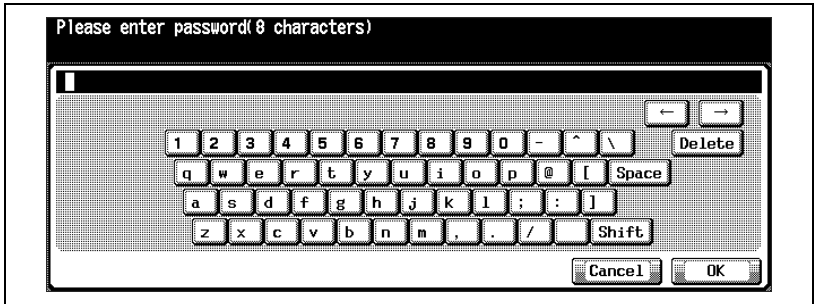 Please enter password(8 characters)
← →
1 2 3 4 5 6 7 8 9 0 - ^ \ Delete
q w e r t y u i o p @ [ Space
a s d f g h j k l ; : ]
z x c v b n m , . / Shift
Cancel OK